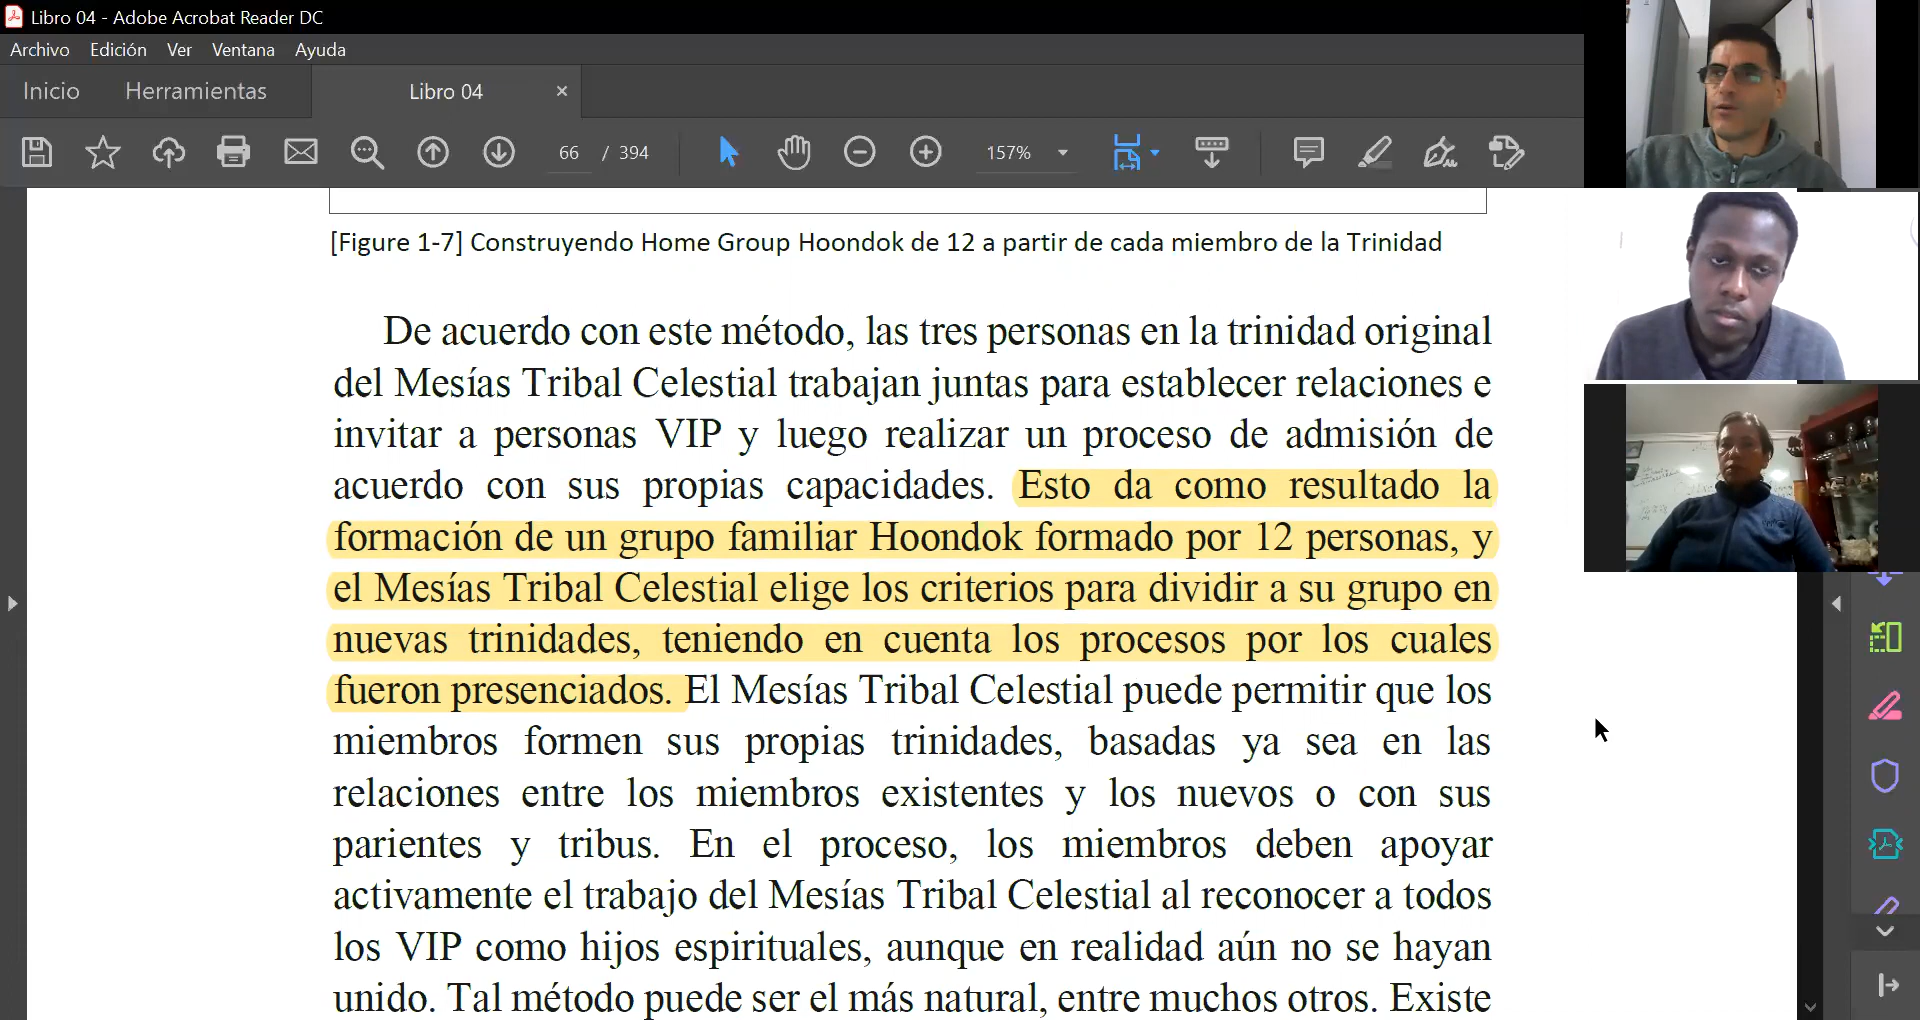 Libro 04 - Adobe Acrobat Reader DC
Archivo Edición Ver Ventana Ayuda
Inicio Herramientas Libro 04 ×
66 / 394 157%
[Figure 1-7] Construyendo Home Group Hoondok de 12 a partir de cada miembro de la Trinidad
De acuerdo con este método, las tres personas en la trinidad original
del Mesías Tribal Celestial trabajan juntas para establecer relaciones e
invitar a personas VIP y luego realizar un proceso de admisión de
acuerdo con sus propias capacidades. Esto da como resultado la
formación de un grupo familiar Hoondok formado por 12 personas, y
el Mesías Tribal Celestial elige los criterios para dividir a su grupo en
nuevas trinidades, teniendo en cuenta los procesos por los cuales
fueron presenciados. El Mesías Tribal Celestial puede permitir que los
miembros formen sus propias trinidades, basadas ya sea en las
relaciones entre los miembros existentes y los nuevos o con sus
parientes y tribus. En el proceso, los miembros deben apoyar
activamente el trabajo del Mesías Tribal Celestial al reconocer a todos
los VIP como hijos espirituales, aunque en realidad aún no se hayan
unido. Tal método puede ser el más natural, entre muchos otros. Existe